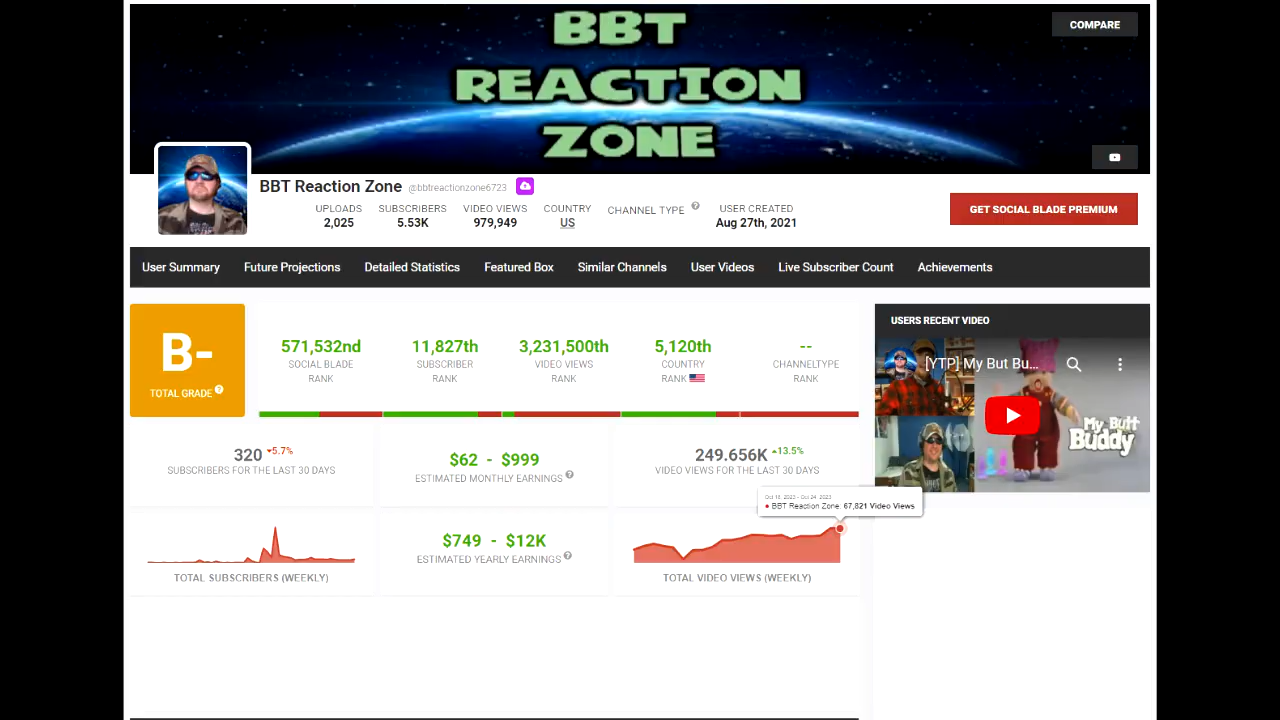 BBT
REACTION
ZONE
COMPARE
BBT Reaction Zone @bbtreactionzone6723
UPLOADS SUBSCRIBERS VIDEO VIEWS COUNTRY CHANNEL TYPE ? USER CREATED
2,025 5.53K 979,949 US Aug 27th, 2021
GET SOCIAL BLADE PREMIUM
User Summary Future Projections Detailed Statistics Featured Box Similar Channels User Videos Live Subscriber Count Achievements
B-
TOTAL GRADE ?
571,532nd 11,827th 3,231,500th 5,120th --
SOCIAL BLADE SUBSCRIBER VIDEO VIEWS COUNTRY CHANNELTYPE
RANK RANK RANK RANK RANK
USERS RECENT VIDEO
[YTP] My But Bu...
My Butt
Buddy
320 5.7%
SUBSCRIBERS FOR THE LAST 30 DAYS
$62 - $999
ESTIMATED MONTHLY EARNINGS ?
249.656K 13.5%
VIDEO VIEWS FOR THE LAST 30 DAYS
Oct 18, 2023 - Oct 24, 2023
BBT Reaction Zone: 67,821 Video Views
TOTAL SUBSCRIBERS (WEEKLY)
$749 - $12K
ESTIMATED YEARLY EARNINGS ?
TOTAL VIDEO VIEWS (WEEKLY)